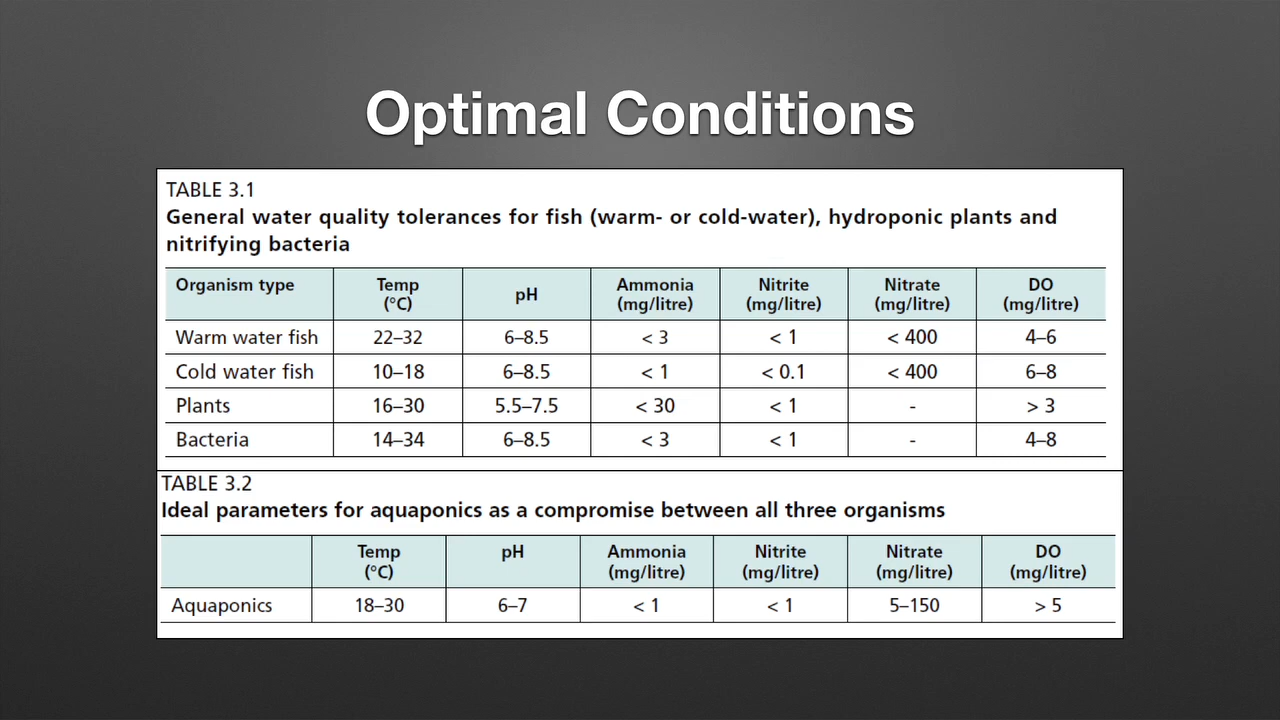 Optimal Conditions
TABLE 3.1
General water quality tolerances for fish (warm- or cold-water), hydroponic plants and
nitrifying bacteria
Organism type Temp (°C) pH Ammonia (mg/litre) Nitrite (mg/litre) Nitrate (mg/litre) DO (mg/litre)
Warm water fish 22–32 6–8.5 < 3 < 1 < 400 4–6
Cold water fish 10–18 6–8.5 < 1 < 0.1 < 400 6–8
Plants 16–30 5.5–7.5 < 30 < 1 - > 3
Bacteria 14–34 6–8.5 < 3 < 1 - 4–8
TABLE 3.2
Ideal parameters for aquaponics as a compromise between all three organisms
Temp (°C) pH Ammonia (mg/litre) Nitrite (mg/litre) Nitrate (mg/litre) DO (mg/litre)
Aquaponics 18–30 6–7 < 1 < 1 5–150 > 5